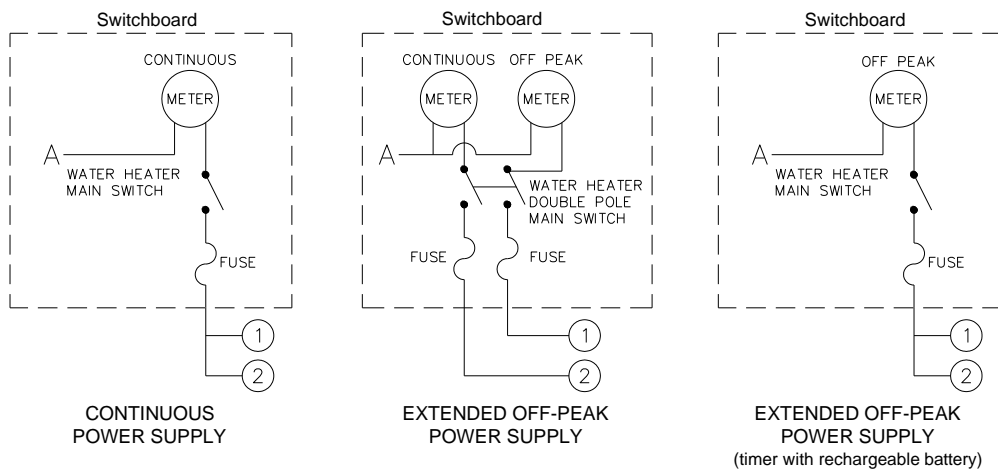 Switchboard
CONTINUOUS
METER
A
WATER HEATER
MAIN SWITCH
FUSE
1
2
CONTINUOUS
POWER SUPPLY
Switchboard
CONTINUOUS OFF PEAK
METER METER
A
WATER HEATER
DOUBLE POLE
MAIN SWITCH
FUSE FUSE
1
2
EXTENDED OFF-PEAK
POWER SUPPLY
Switchboard
OFF PEAK
METER
A
WATER HEATER
MAIN SWITCH
FUSE
1
2
EXTENDED OFF-PEAK
POWER SUPPLY
(timer with rechargeable battery)